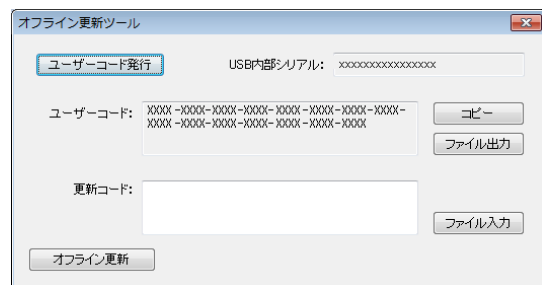 オフライン更新ツール
ユーザーコード発行 USB内部シリアル: xxxxxxxxxxxxxxxx
ユーザーコード: XXXX-XXXX-XXXX-XXXX-XXXX-XXXX-XXXX-XXXX- コピー
XXXX-XXXX-XXXX-XXXX-XXXX-XXXX-XXXX
ファイル出力
更新コード:
ファイル入力
オフライン更新